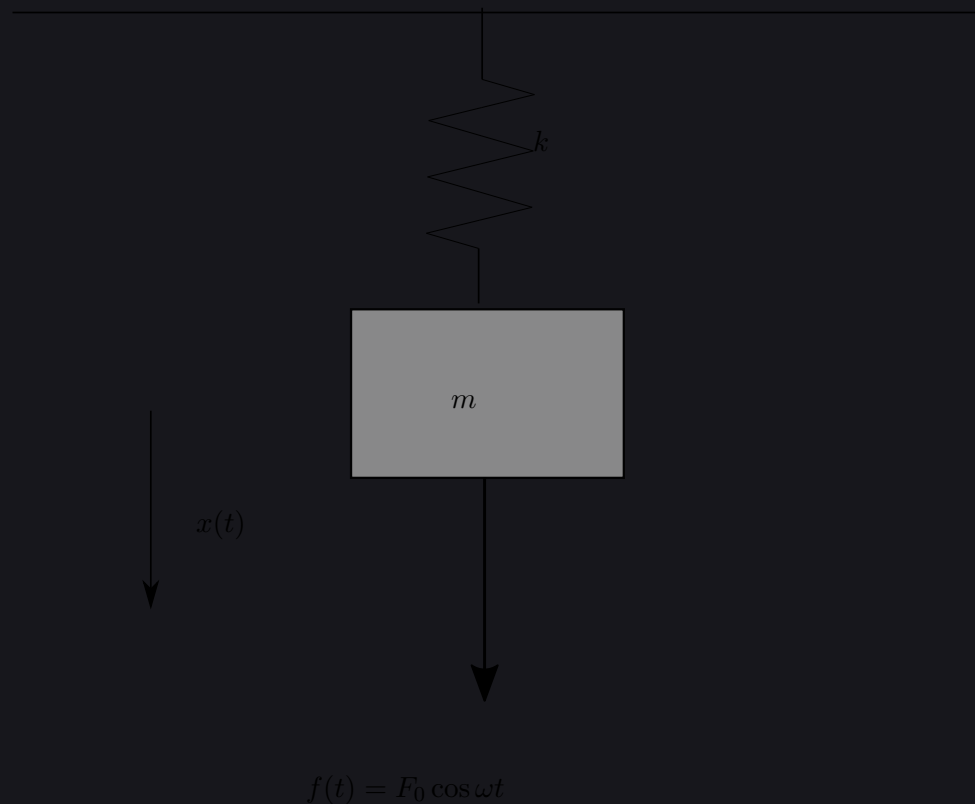 k
m
x(t)
f(t) = F₀ cos ωt